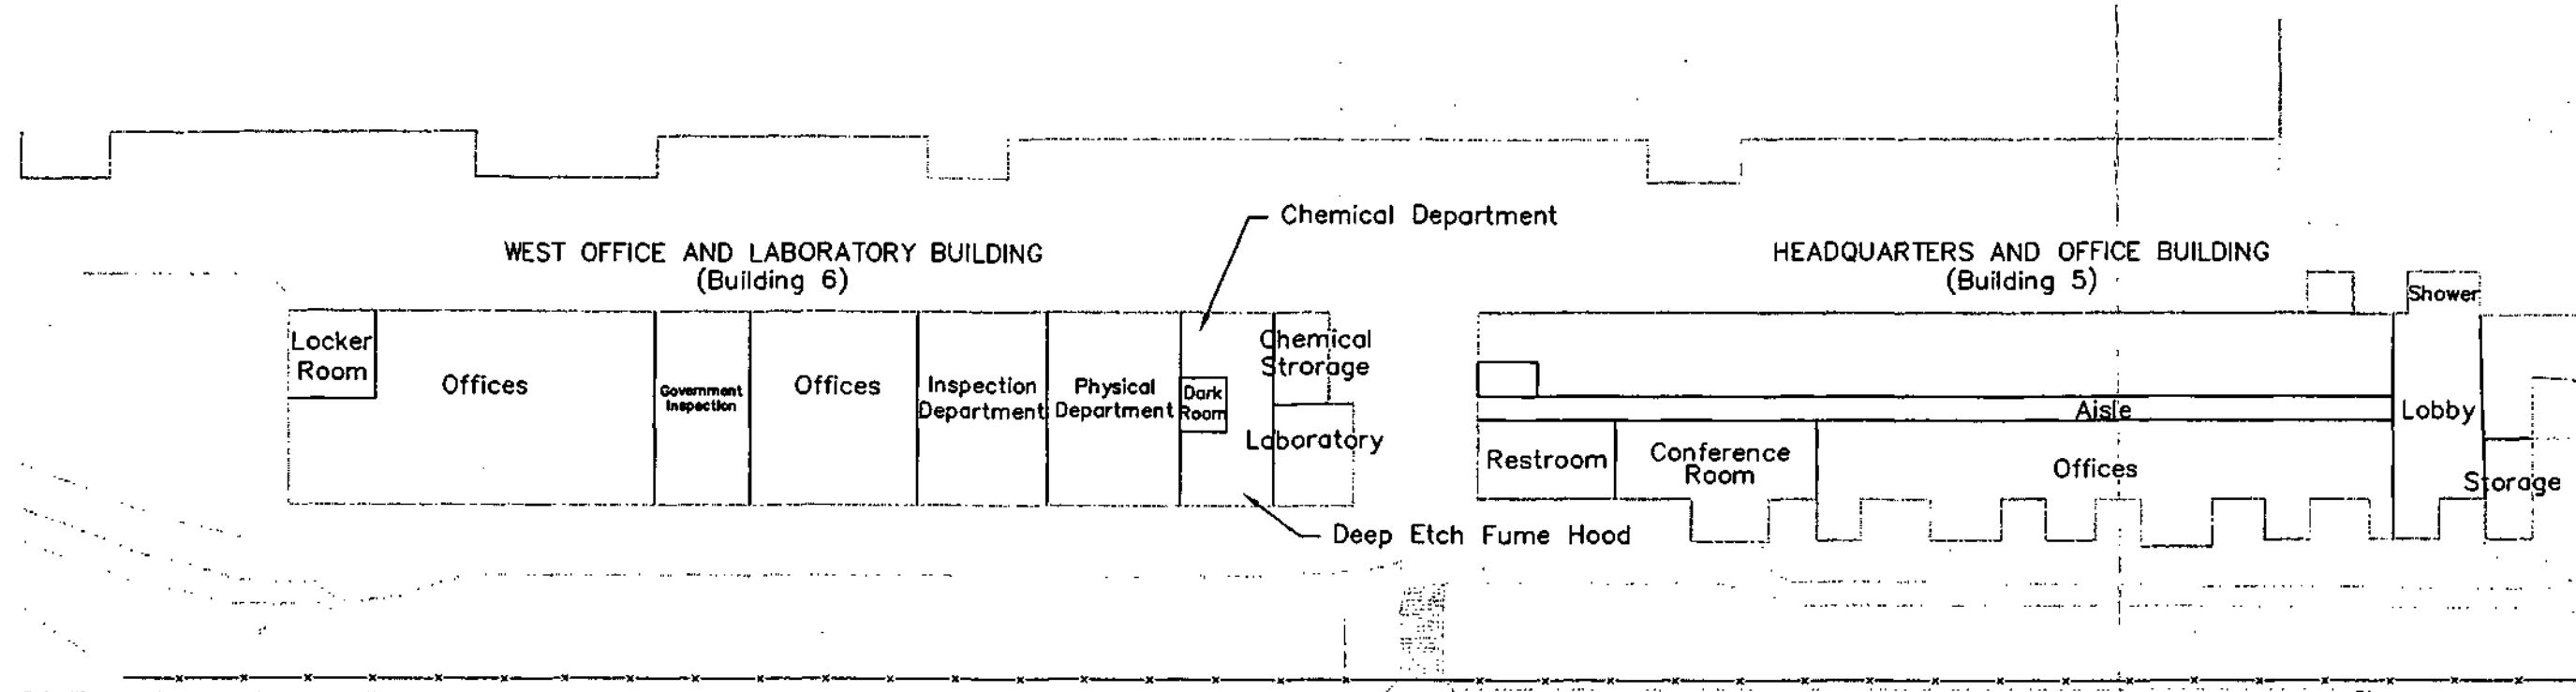 Chemical Department
WEST OFFICE AND LABORATORY BUILDING
(Building 6)
HEADQUARTERS AND OFFICE BUILDING
(Building 5)
Shower
Locker
Room
Offices
Government
Inspection
Offices
Inspection
Department
Physical
Department
Dark
Room
Chemical
Strorage
Laboratory
Aisle
Lobby
Restroom
Conference
Room
Offices
Storage
Deep Etch Fume Hood